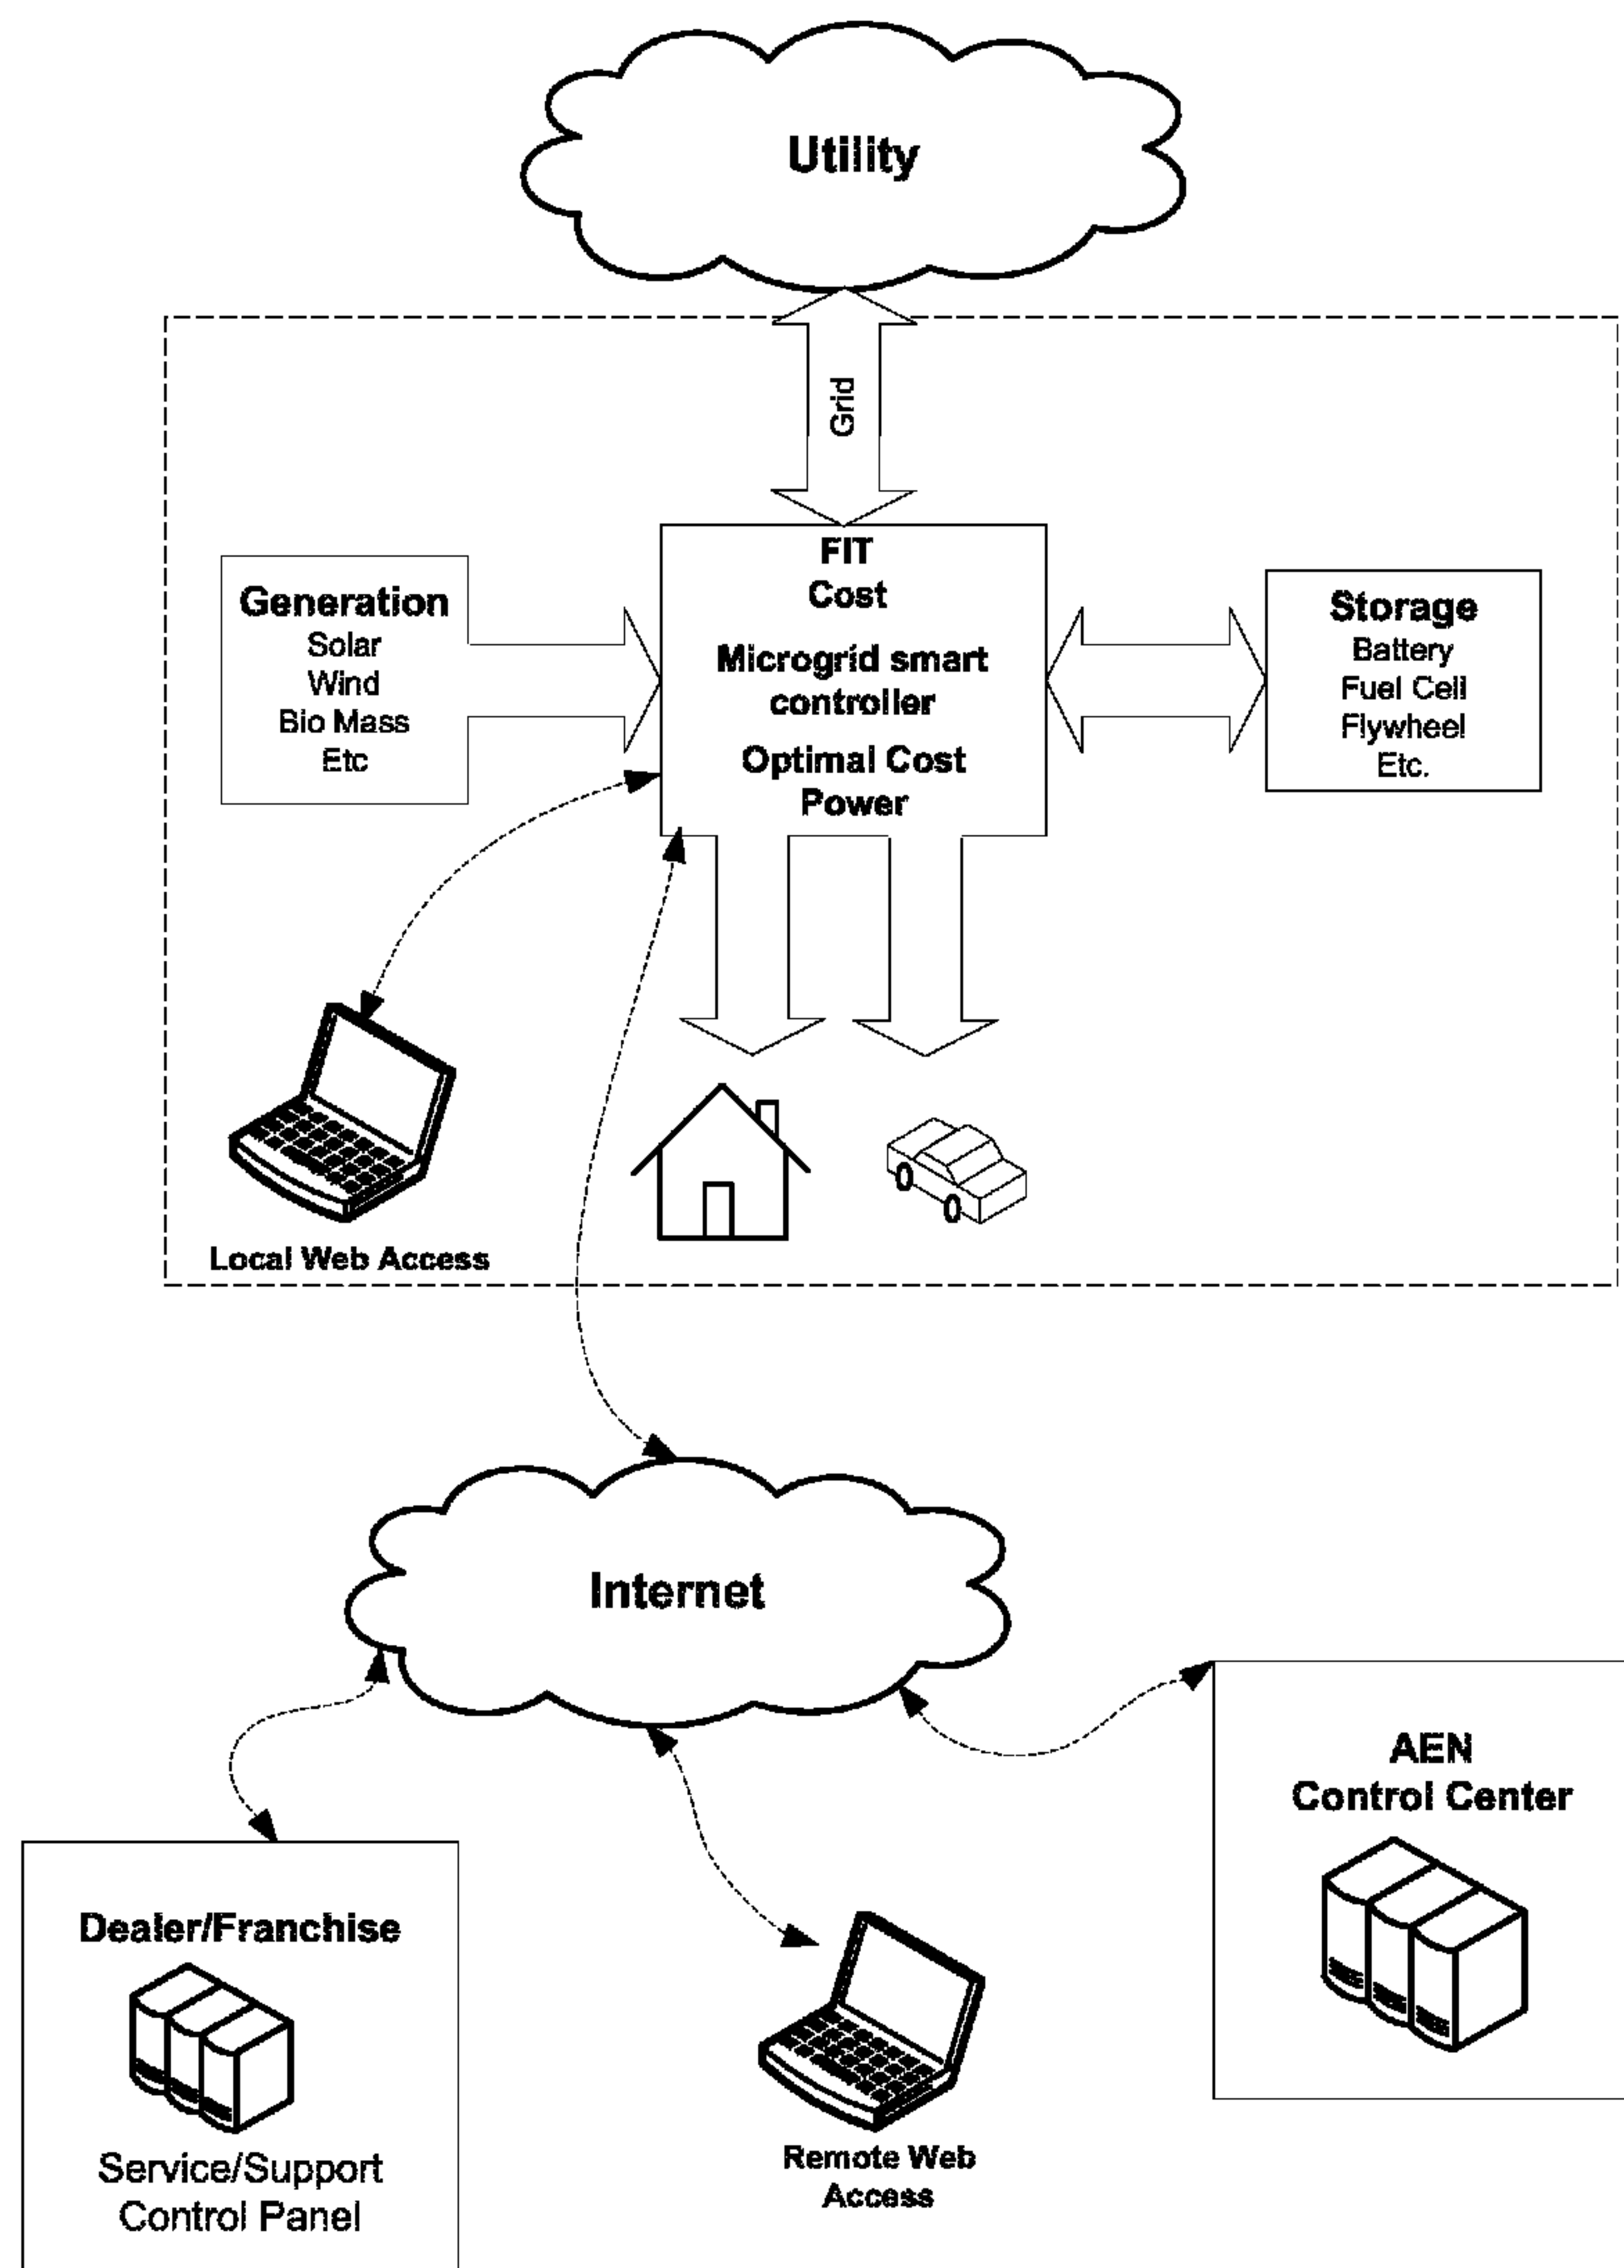 Utility
Grid
Generation
Solar
Wind
Bio Mass
Etc
FIT
Cost
Microgrid smart
controller
Optimal Cost
Power
Storage
Battery
Fuel Cell
Flywheel
Etc.
Local Web Access
Internet
AEN
Control Center
Dealer/Franchise
Service/Support
Control Panel
Remote Web
Access